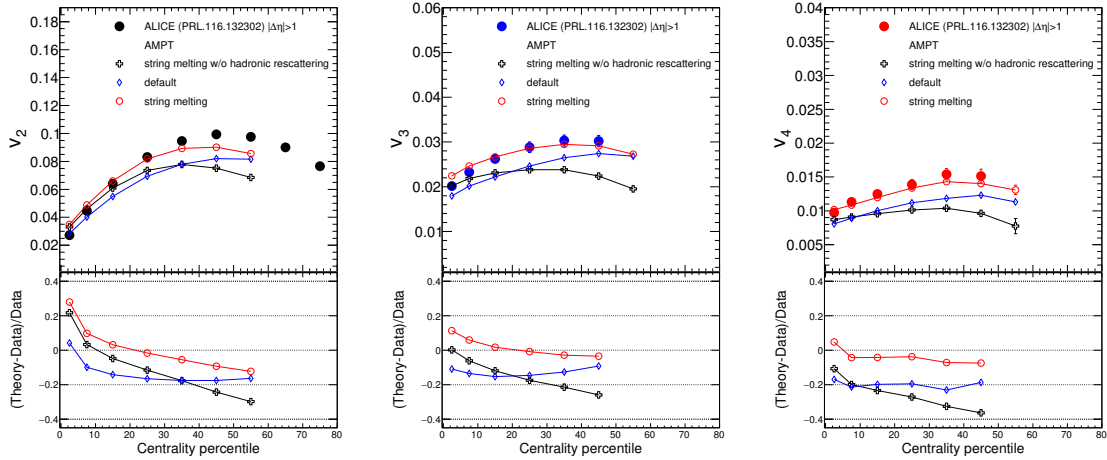 v2
0.18
0.16
0.14
0.12
0.1
0.08
0.06
0.04
0.02
ALICE (PRL.116.132302) |Δη|>1
AMPT
string melting w/o hadronic rescattering
default
string melting
(Theory-Data)/Data
0.4
0.2
0
−0.2
−0.4
0 10 20 30 40 50 60 70 80
Centrality percentile
v3
0.06
0.05
0.04
0.03
0.02
0.01
ALICE (PRL.116.132302) |Δη|>1
AMPT
string melting w/o hadronic rescattering
default
string melting
(Theory-Data)/Data
0.4
0.2
0
−0.2
−0.4
0 10 20 30 40 50 60 70 80
Centrality percentile
v4
0.04
0.035
0.03
0.025
0.02
0.015
0.01
0.005
ALICE (PRL.116.132302) |Δη|>1
AMPT
string melting w/o hadronic rescattering
default
string melting
(Theory-Data)/Data
0.4
0.2
0
−0.2
−0.4
0 10 20 30 40 50 60 70 80
Centrality percentile